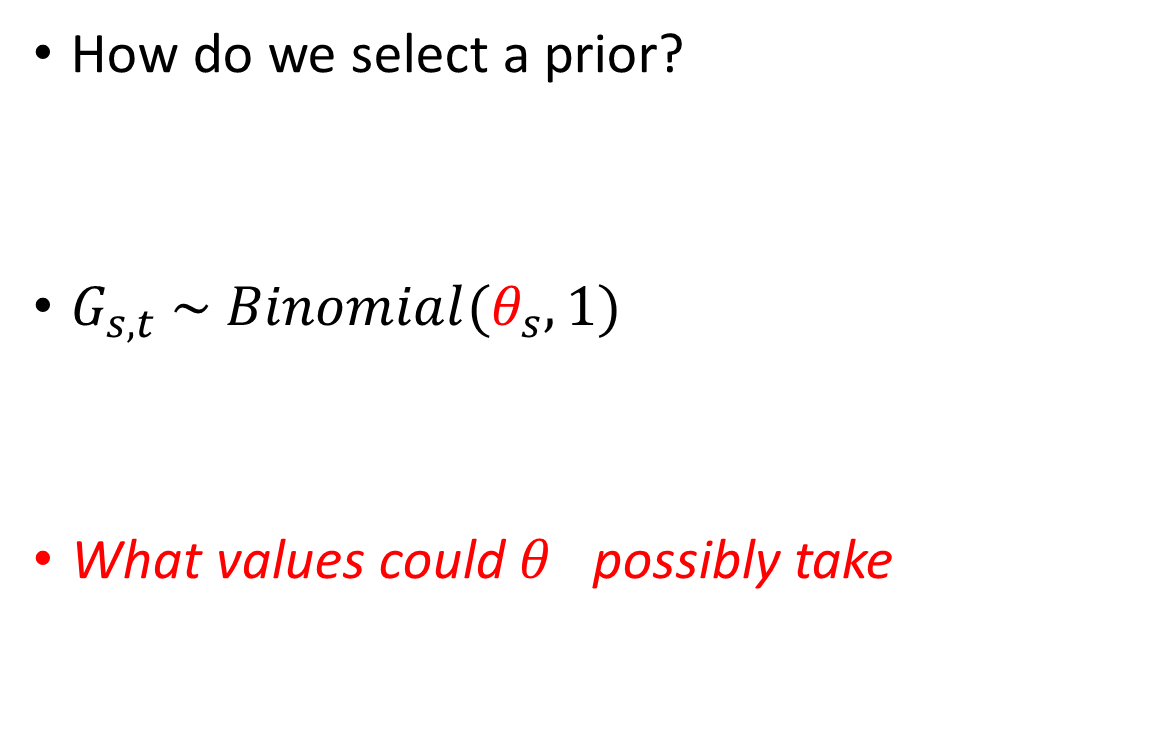 • How do we select a prior?
• G_{s,t} ~ Binomial(θ_s, 1)
• What values could θ possibly take